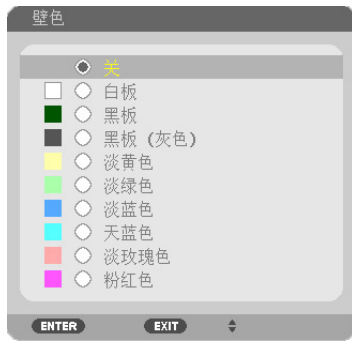 壁色
关
白板
黑板
黑板 (灰色)
淡黄色
淡绿色
淡蓝色
天蓝色
淡玫瑰色
粉红色
ENTER EXIT